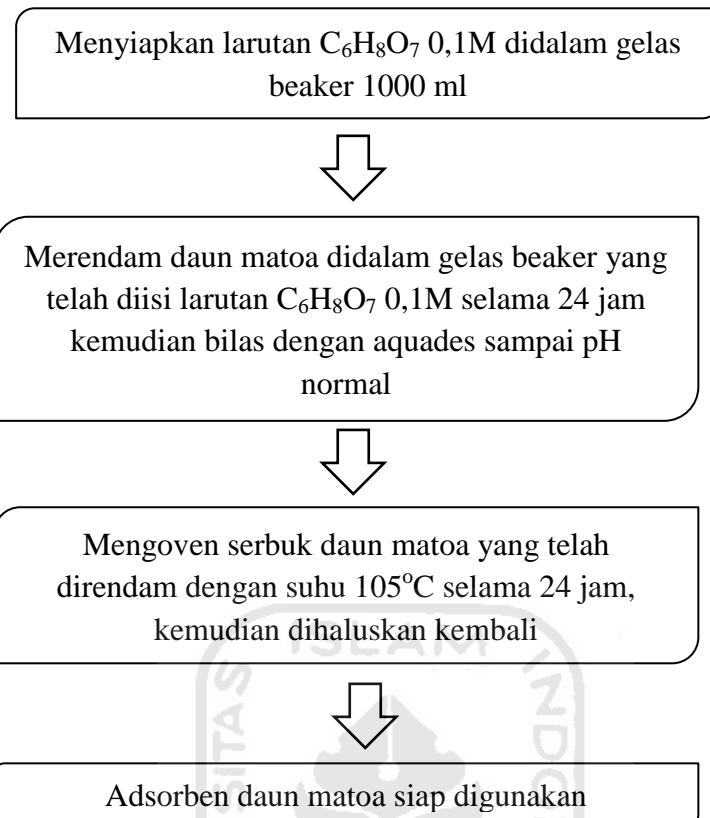 Menyiapkan larutan C₆H₈O₇ 0,1M didalam gelas
beaker 1000 ml
Merendam daun matoa didalam gelas beaker yang
telah diisi larutan C₆H₈O₇ 0,1M selama 24 jam
kemudian bilas dengan aquades sampai pH
normal
Mengoven serbuk daun matoa yang telah
direndam dengan suhu 105°C selama 24 jam,
kemudian dihaluskan kembali
ISLAM
Adsorben daun matoa siap digunakan